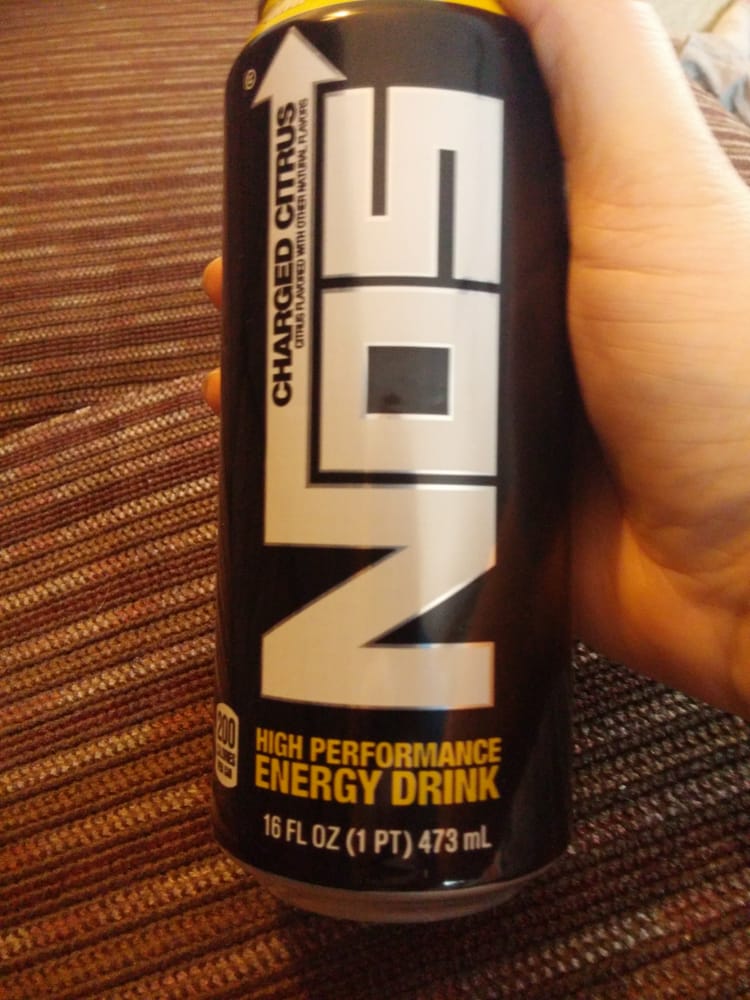 ®
CHARGED CITRUS
CITRUS FLAVORED WITH OTHER NATURAL FLAVORS
NOS
200
HIGH PERFORMANCE
ENERGY DRINK
16 FL OZ (1 PT) 473 mL